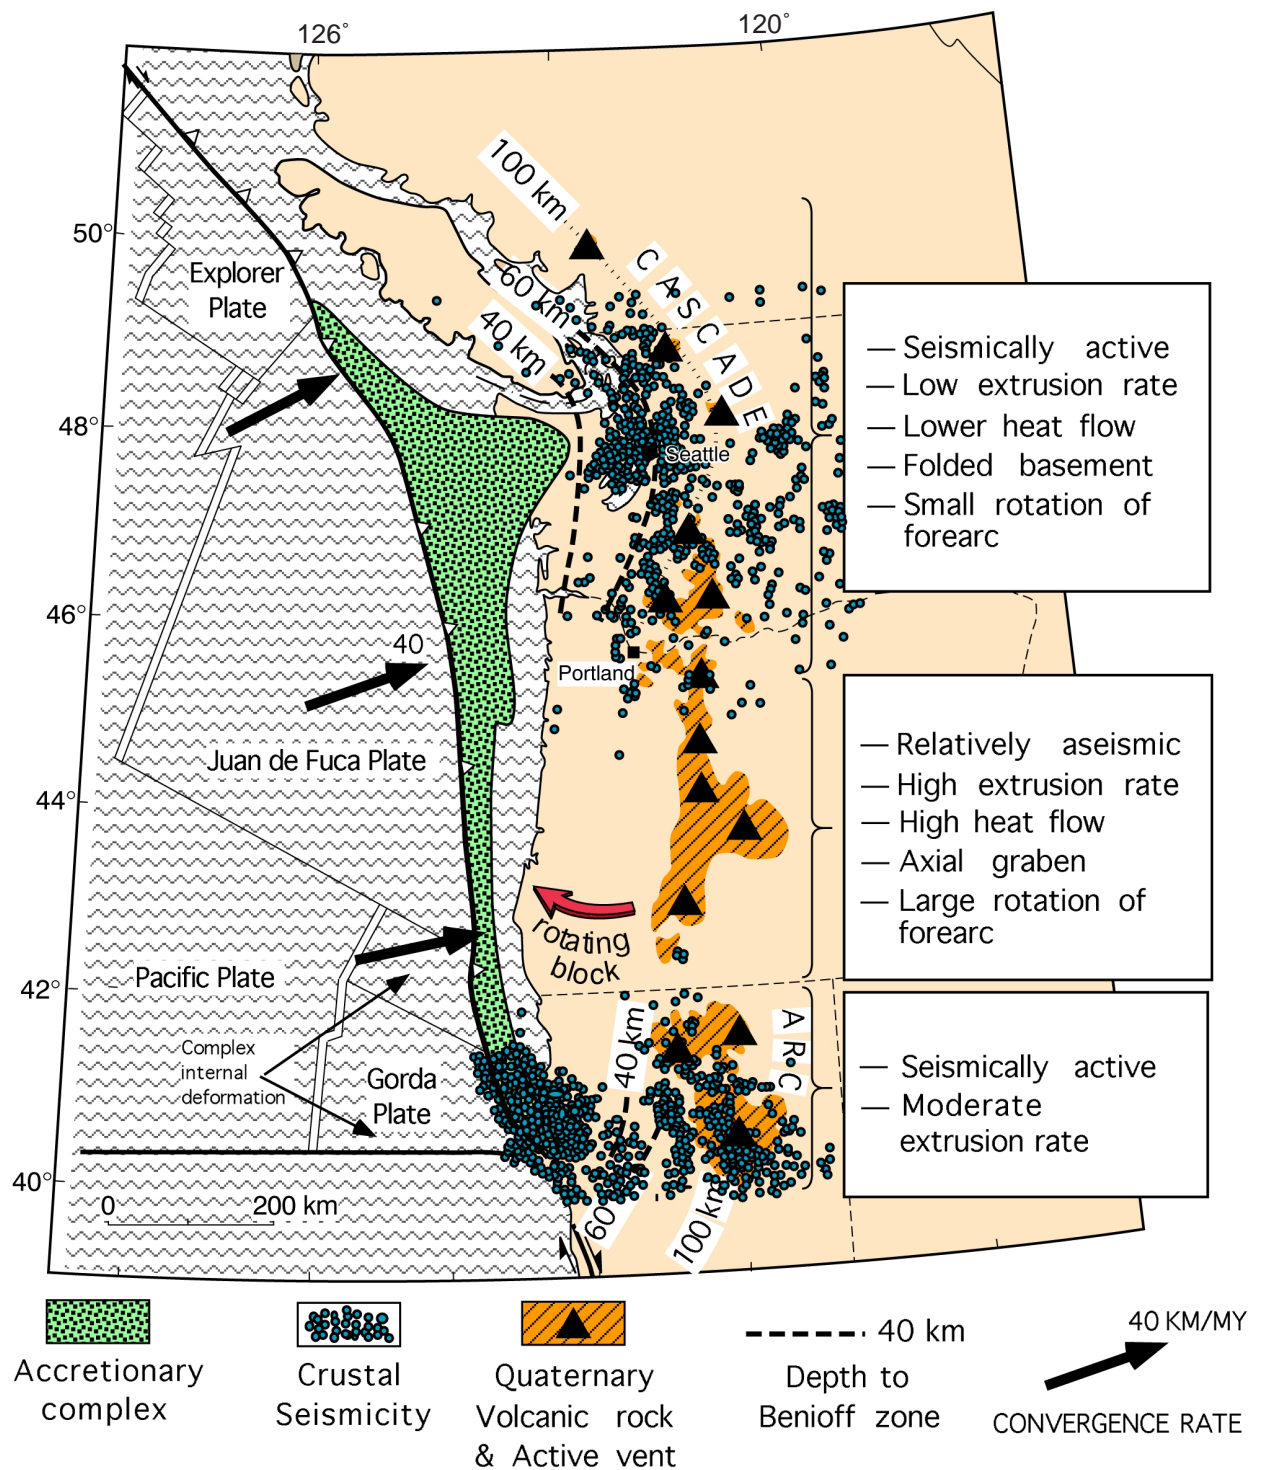 126°
120°
50°
48°
46°
44°
42°
40°
100 km
60 km
40 km
CASCADE
Explorer
Plate
Seattle
Portland
40
Juan de Fuca Plate
rotating
block
Pacific Plate
Complex
internal
deformation
Gorda
Plate
40 km
60
100 km
ARC
0 200 km
— Seismically active
— Low extrusion rate
— Lower heat flow
— Folded basement
— Small rotation of
forearc
— Relatively aseismic
— High extrusion rate
— High heat flow
— Axial graben
— Large rotation of
forearc
— Seismically active
— Moderate
extrusion rate
Accretionary
complex
Crustal
Seismicity
Quaternary
Volcanic rock
& Active vent
40 km
Depth to
Benioff zone
40 KM/MY
CONVERGENCE RATE